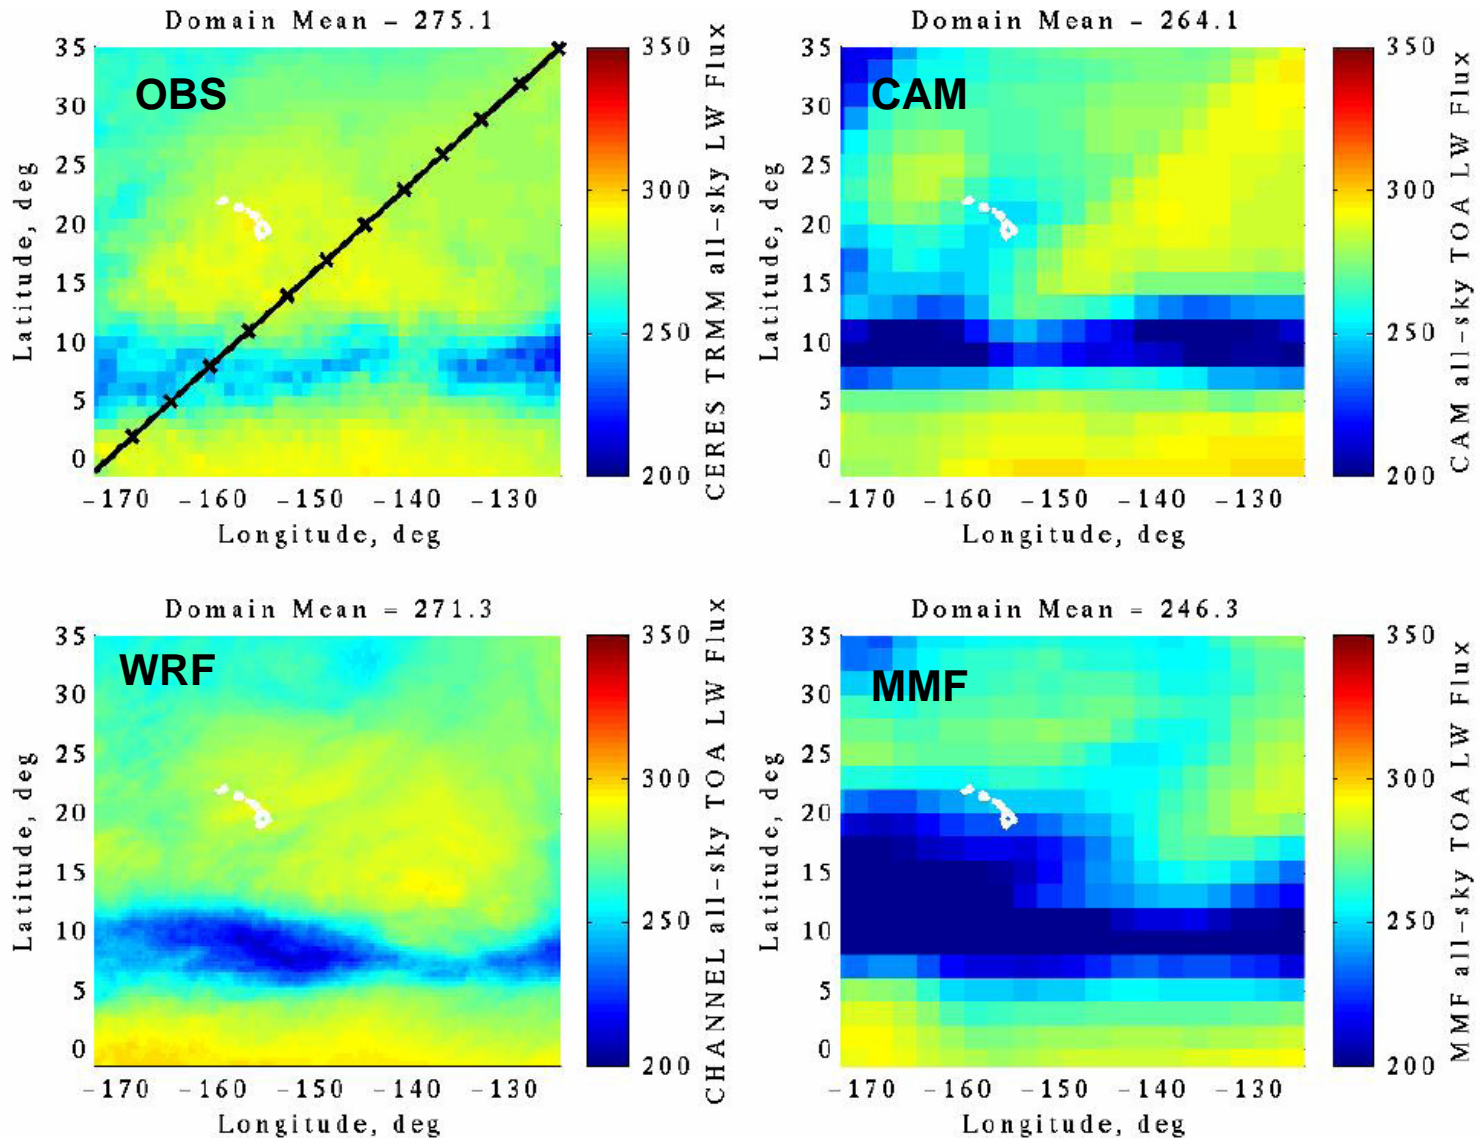 Domain Mean – 275.1
35
30
25
20
15
10
5
0
Latitude, deg
OBS
–170 –160 –150 –140 –130
Longitude, deg
350
300
250
200
CERES TRMM all–sky LW Flux
Domain Mean – 264.1
35
30
25
20
15
10
5
0
Latitude, deg
CAM
–170 –160 –150 –140 –130
Longitude, deg
350
300
250
200
CAM all–sky TOA LW Flux
Domain Mean = 271.3
35
30
25
20
15
10
5
0
Latitude, deg
WRF
–170 –160 –150 –140 –130
Longitude, deg
350
300
250
200
CHANNEL all–sky TOA LW Flux
Domain Mean = 246.3
35
30
25
20
15
10
5
0
Latitude, deg
MMF
–170 –160 –150 –140 –130
Longitude, deg
350
300
250
200
MMF all–sky TOA LW Flux